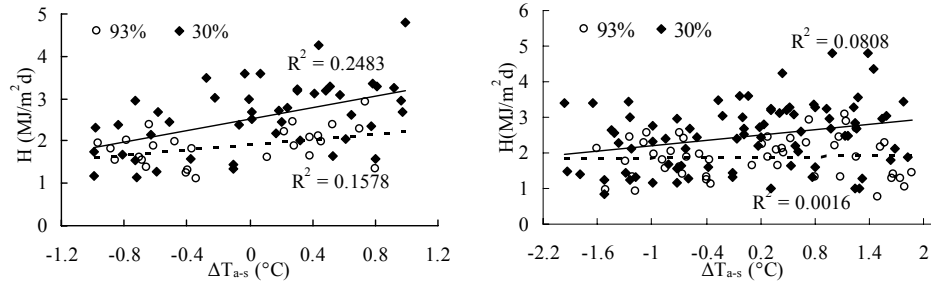 5
4
3
2
1
0
H ((MJ/m²d)
93% 30%
R² = 0.2483
R² = 0.1578
-1.2 -0.8 -0.4 0 0.4 0.8 1.2
ΔTa-s (°C)
6
5
4
3
2
1
0
H((MJ/m²d)
93% 30%
R² = 0.0808
R² = 0.0016
-2.2 -1.6 -1 -0.4 0.2 0.8 1.4 2
ΔTa-s (°C)